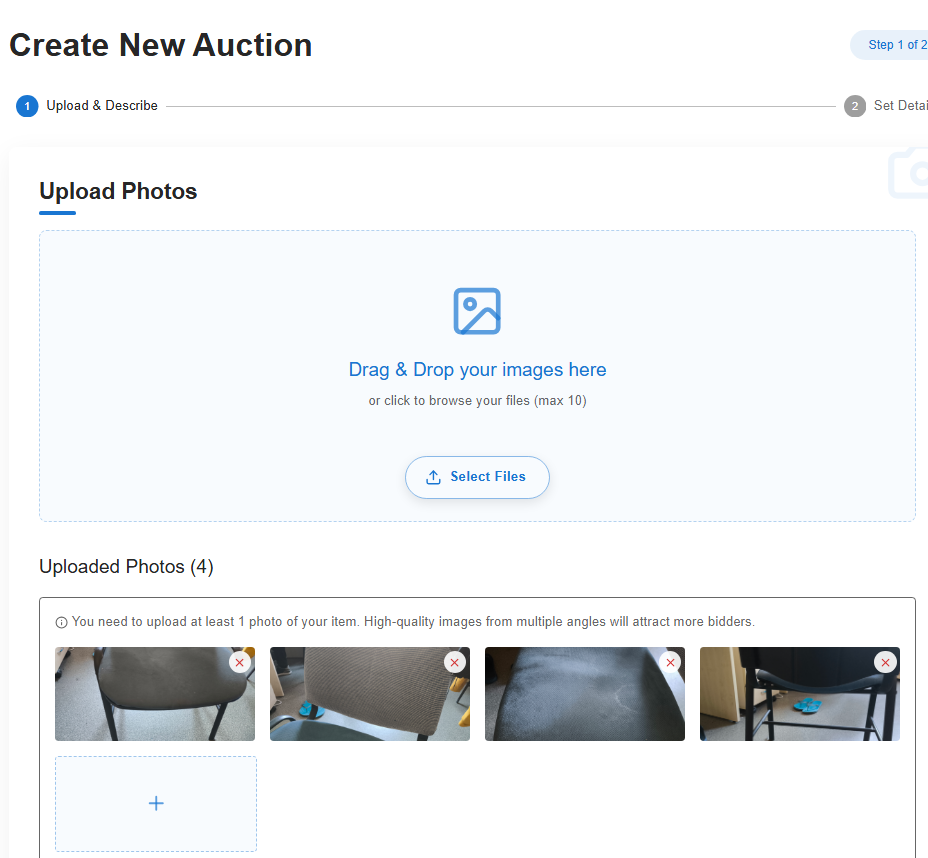 Create New Auction
Step 1 of 2
1 Upload & Describe
2 Set Detai
Upload Photos
Drag & Drop your images here
or click to browse your files (max 10)
Select Files
Uploaded Photos (4)
You need to upload at least 1 photo of your item. High-quality images from multiple angles will attract more bidders.